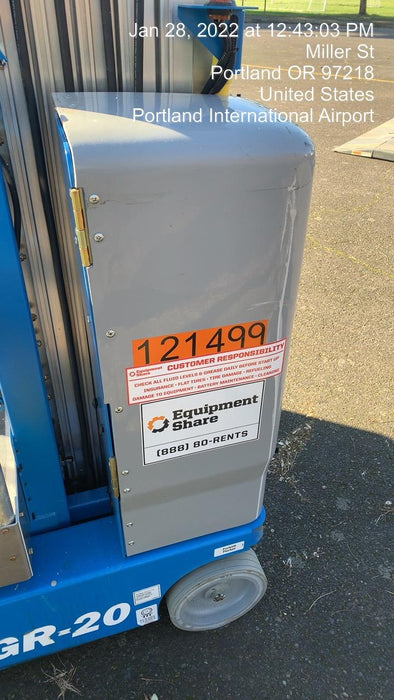 Jan 28, 2022 at 12:43:03 PM
Miller St
Portland OR 97218
United States
Portland International Airport
121499
Equipment Share
CUSTOMER RESPONSIBILITY
CHECK ALL FLUID LEVELS & GREASE DAILY BEFORE START UP
INSURANCE - FLAT TIRES - TIRE DAMAGE - REFUELING
DAMAGE TO EQUIPMENT - BATTERY MAINTENANCE - CLEANING
Equipment
Share
(888) 80-RENTS
GR-20